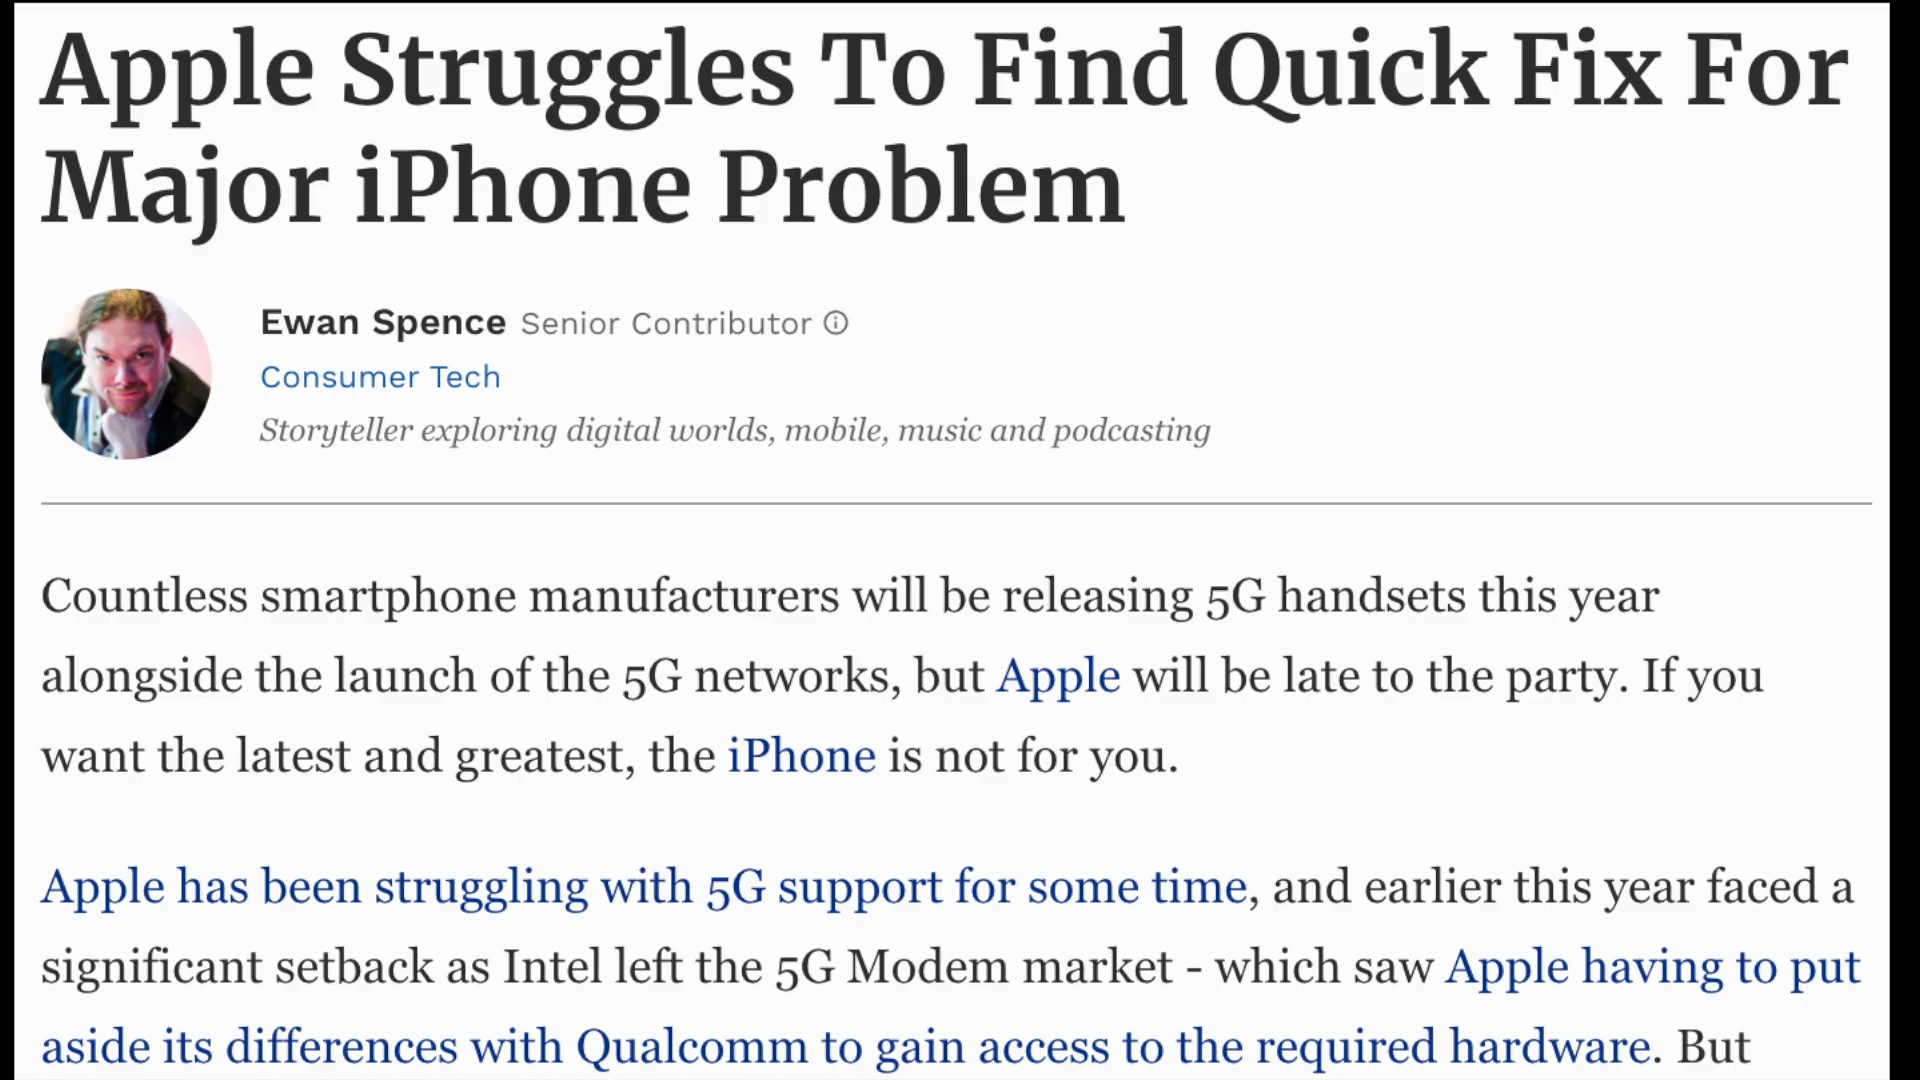 Apple Struggles To Find Quick Fix For
Major iPhone Problem
Ewan Spence Senior Contributor ⓘ
Consumer Tech
Storyteller exploring digital worlds, mobile, music and podcasting
Countless smartphone manufacturers will be releasing 5G handsets this year
alongside the launch of the 5G networks, but Apple will be late to the party. If you
want the latest and greatest, the iPhone is not for you.
Apple has been struggling with 5G support for some time, and earlier this year faced a
significant setback as Intel left the 5G Modem market - which saw Apple having to put
aside its differences with Qualcomm to gain access to the required hardware. But